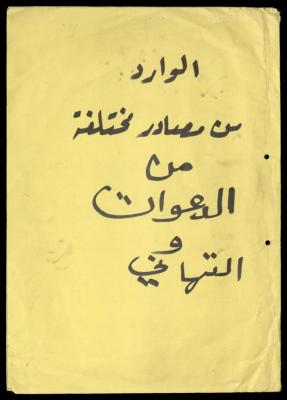 الوارد
من مصادر مختلفة
من
الدعوات
و
التهاني